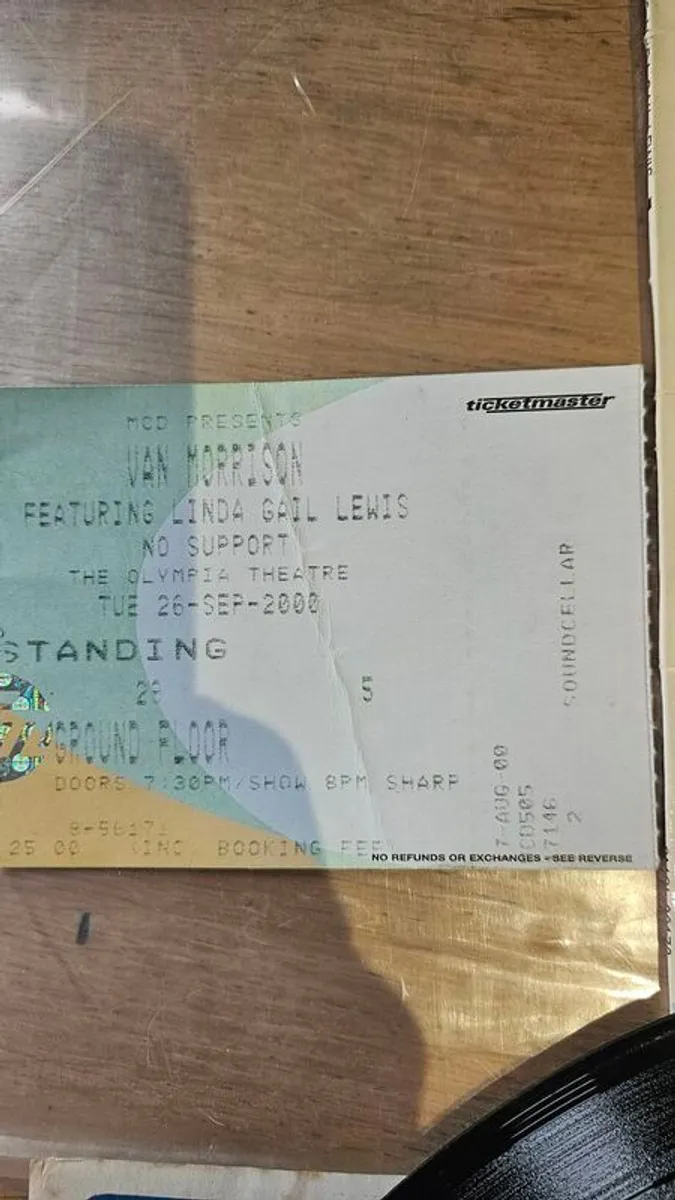 ticketmaster
MCD PRESENTS
VAN MORRISON
FEATURING LINDA GAIL LEWIS
NO SUPPORT
THE OLYMPIA THEATRE
TUE 26-SEP-2000
STANDING
5
GROUND FLOOR
DOORS 7:30PM/SHOW 8PM SHARP
25 00 INC BOOKING FEE
NO REFUNDS OR EXCHANGES - SEE REVERSE
SOUNDCELLAR
7-AUG-00
CD505
7146
2